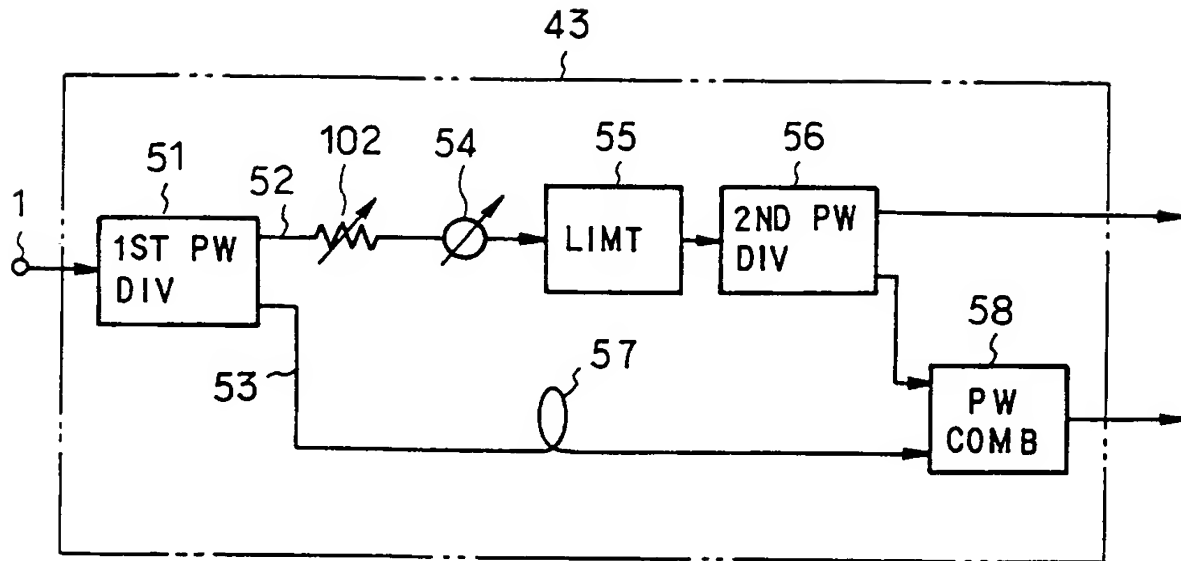 43
51
52
102
54
55
56
1
1ST PW
DIV
LIMT
2ND PW
DIV
53
57
58
PW
COMB